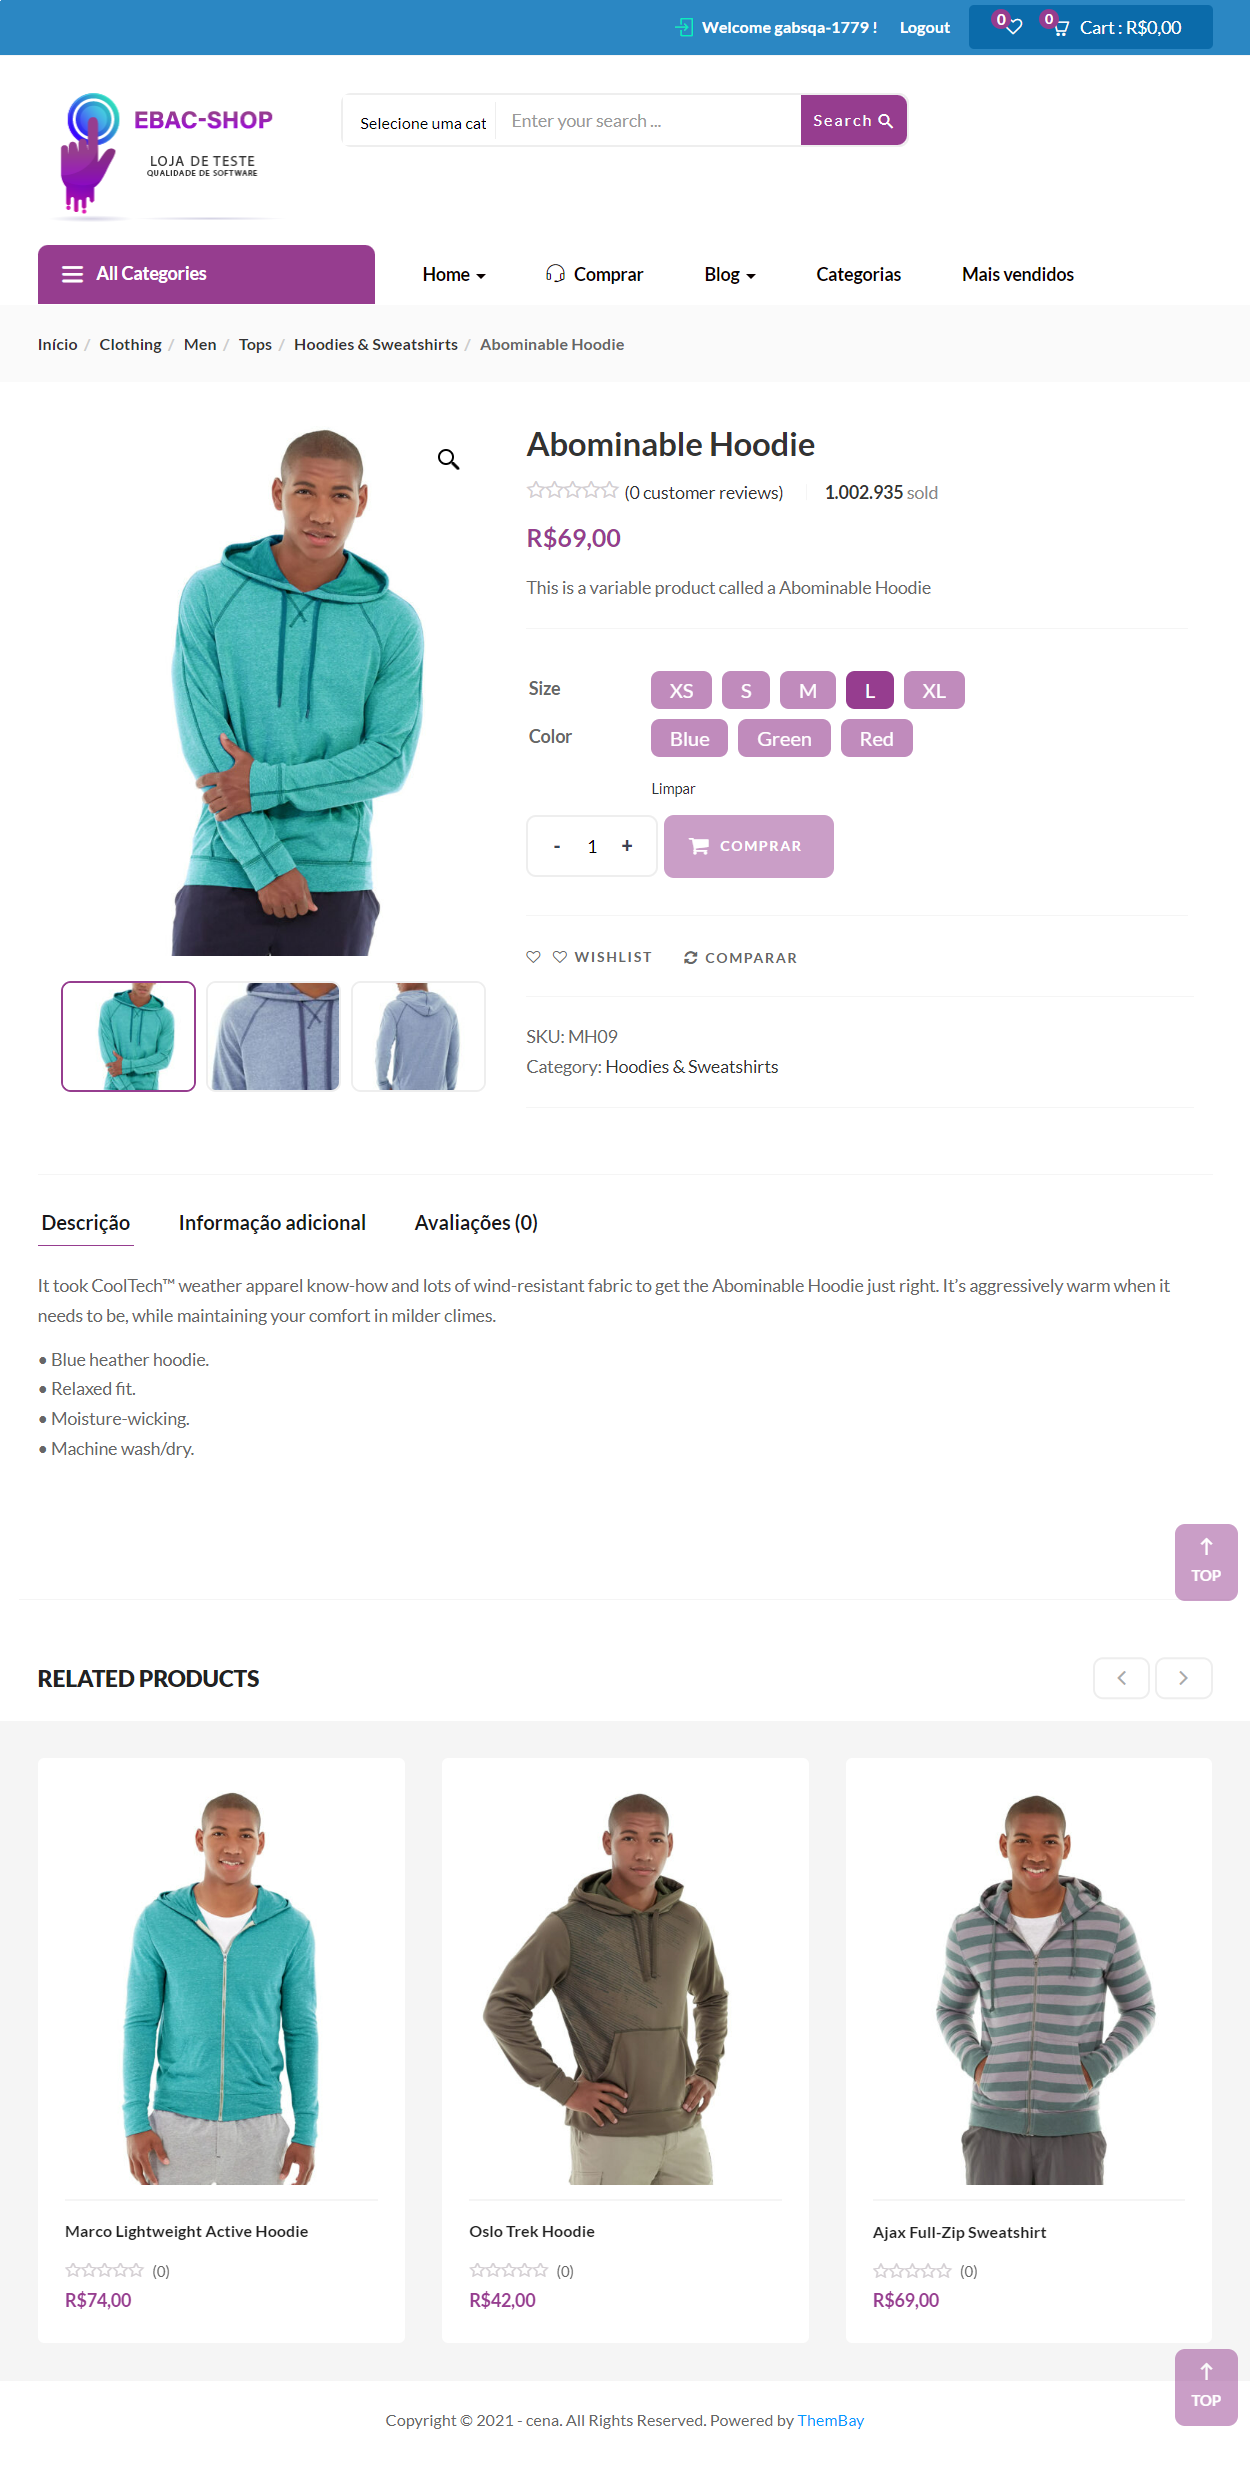 Welcome gabsqa-1779 ! Logout 0 0 Cart : R$0,00
EBAC-SHOP
LOJA DE TESTE
QUALIDADE DE SOFTWARE
Selecione uma cat Enter your search ... Search
All Categories Home Comprar Blog Categorias Mais vendidos
Início / Clothing / Men / Tops / Hoodies & Sweatshirts / Abominable Hoodie
Abominable Hoodie
(0 customer reviews) 1.002.935 sold
R$69,00
This is a variable product called a Abominable Hoodie
Size XS S M L XL
Color Blue Green Red
Limpar
- 1 + COMPRAR
WISHLIST COMPARAR
SKU: MH09
Category: Hoodies & Sweatshirts
Descrição Informação adicional Avaliações (0)
It took CoolTech™ weather apparel know-how and lots of wind-resistant fabric to get the Abominable Hoodie just right. It’s aggressively warm when it
needs to be, while maintaining your comfort in milder climes.
• Blue heather hoodie.
• Relaxed fit.
• Moisture-wicking.
• Machine wash/dry.
TOP
RELATED PRODUCTS
Marco Lightweight Active Hoodie
(0)
R$74,00
Oslo Trek Hoodie
(0)
R$42,00
Ajax Full-Zip Sweatshirt
(0)
R$69,00
TOP
Copyright © 2021 - cena. All Rights Reserved. Powered by ThemBay